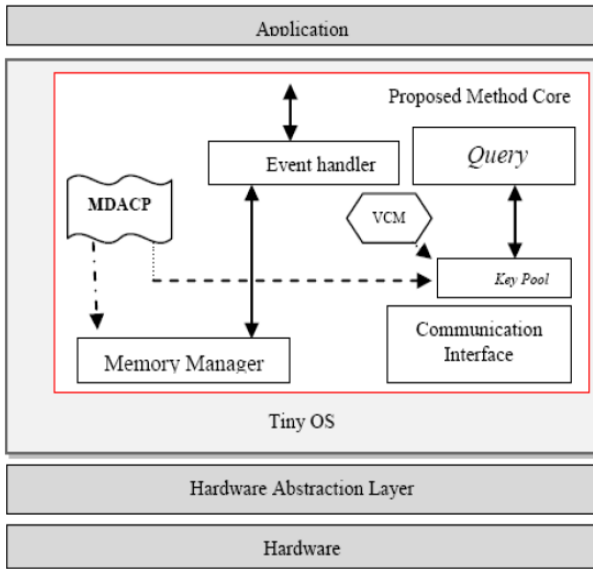 Application
Proposed Method Core
Event handler
Query
MDACP
VCM
Key Pool
Communication
Interface
Memory Manager
Tiny OS
Hardware Abstraction Layer
Hardware